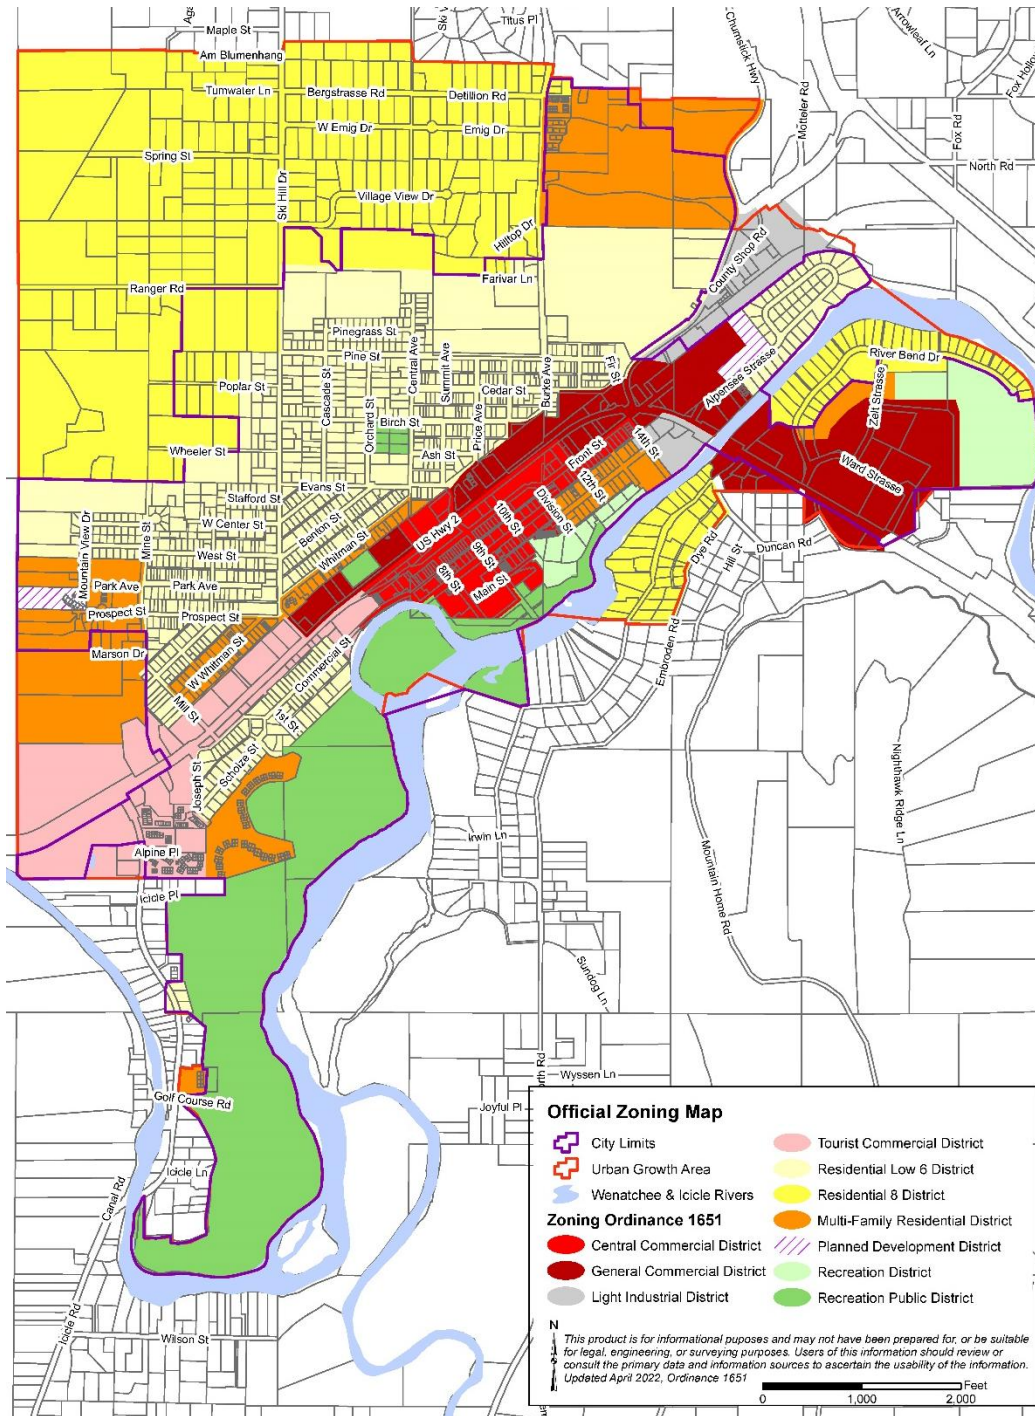 Maple St
Titus Pl
Chumstick Hwy
Arrowleaf Ln
Am Blumenhang
Tumwater Ln
Bergstrasse Rd
Detillion Rd
Motteler Rd
Fox Rd
W Emig Dr
Emig Dr
Spring St
North Rd
Ski Hill Dr
Village View Dr
Hilltop Dr
County Shop Rd
Farivar Ln
Ranger Rd
Pinegrass St
Pine St
Central Ave
Summit Ave
Burke Ave
Fir St
Alpensee Strasse
River Bend Dr
Poplar St
Cascade St
Cedar St
Zelt Strasse
Orchard St
Birch St
Price Ave
Wheeler St
Ash St
Front St
14th St
Ward Strasse
Evans St
Stafford St
12th St
Mountain View Dr
Mine St
W Center St
Benton St
US Hwy 2
10th St
Division St
West St
Whitman St
9th St
Dye Rd
Hill St
Duncan Rd
Park Ave
Park Ave
8th St
Main St
Prospect St
Prospect St
Marson Dr
W Whitman St
Commercial St
Embroden Rd
Mill St
1st St
Joseph St
Scholze St
Nighthawk Ridge Ln
Irwin Ln
Alpine Pl
Icicle Pl
Mountain Home Rd
Sundog Ln
Wyssen Ln
Golf Course Rd
Joyful Pl
Icicle Ln
Canal Rd
Icicle Rd
Wilson St
Official Zoning Map
City Limits
Urban Growth Area
Wenatchee & Icicle Rivers
Zoning Ordinance 1651
Central Commercial District
General Commercial District
Light Industrial District
Tourist Commercial District
Residential Low 6 District
Residential 8 District
Multi-Family Residential District
Planned Development District
Recreation District
Recreation Public District
N
This product is for informational puposes and may not have been prepared for, or be suitable
for legal, engineering, or surveying purposes. Users of this information should review or
consult the primary data and information sources to ascertain the usability of the information.
Updated April 2022, Ordinance 1651
Feet
0 1,000 2,000